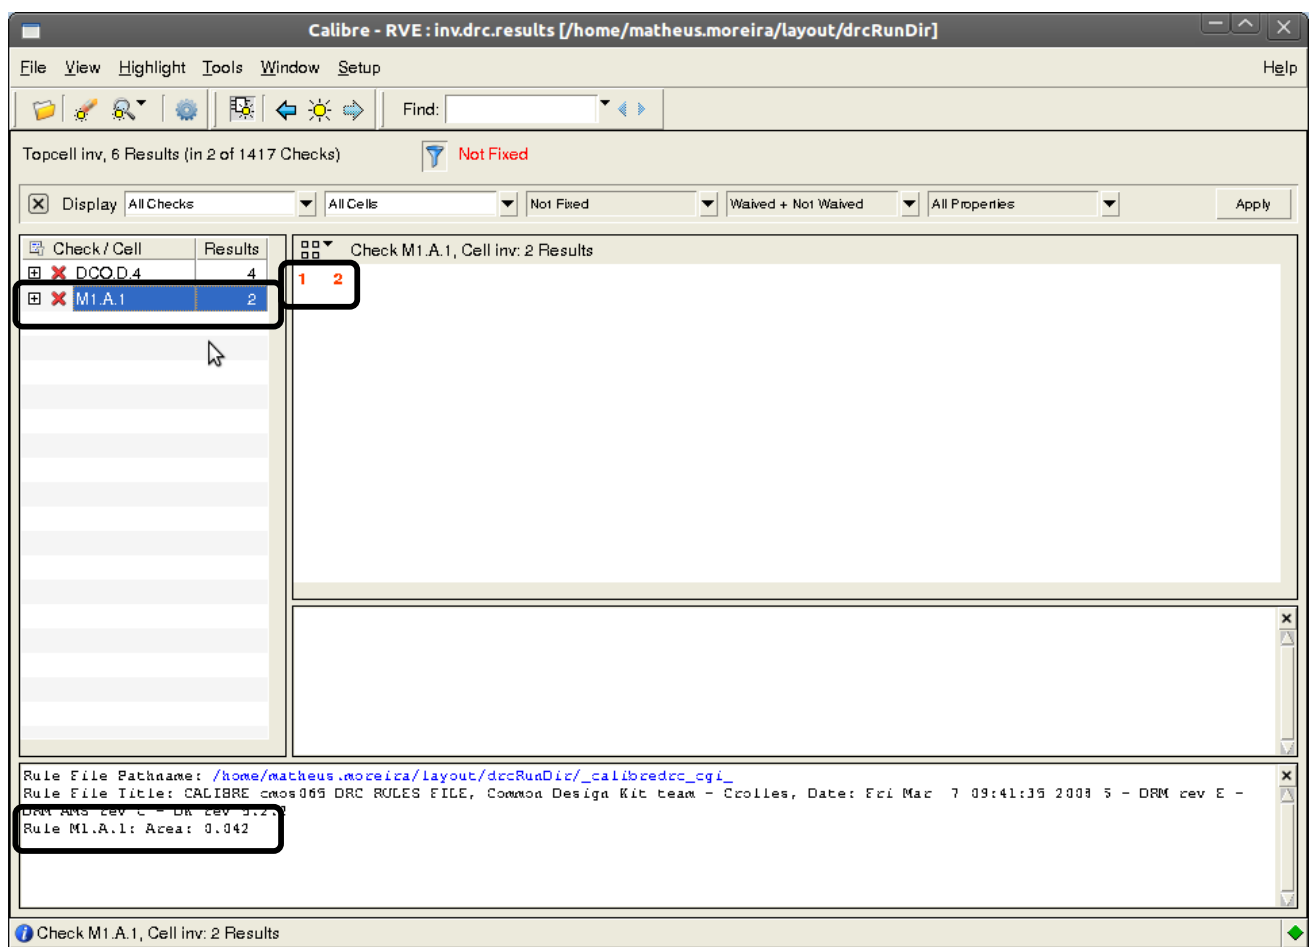 Calibre - RVE : inv.drc.results [/home/matheus.moreira/layout/drcRunDir]
File View Highlight Tools Window Setup Help
Find:
Topcell inv, 6 Results (in 2 of 1417 Checks) Not Fixed
Display All Checks All Cells Not Fixed Waived + Not Waived All Properties Apply
Check / Cell Results Check M1.A.1, Cell inv: 2 Results
DCO.D.4 4
1 2
M1.A.1 2
Rule File Pathname: /home/matheus.moreira/layout/drcRunDir/_calibredrc_cgi_
Rule File Title: CALIBRE cmos065 DRC RULES FILE, Common Design Kit team - Crolles, Date: Fri Mar 7 09:41:35 2008 5 - DRM rev E -
DRM AMS rev C - DK rev
Rule M1.A.1: Area: 0.042
Check M1.A.1, Cell inv: 2 Results